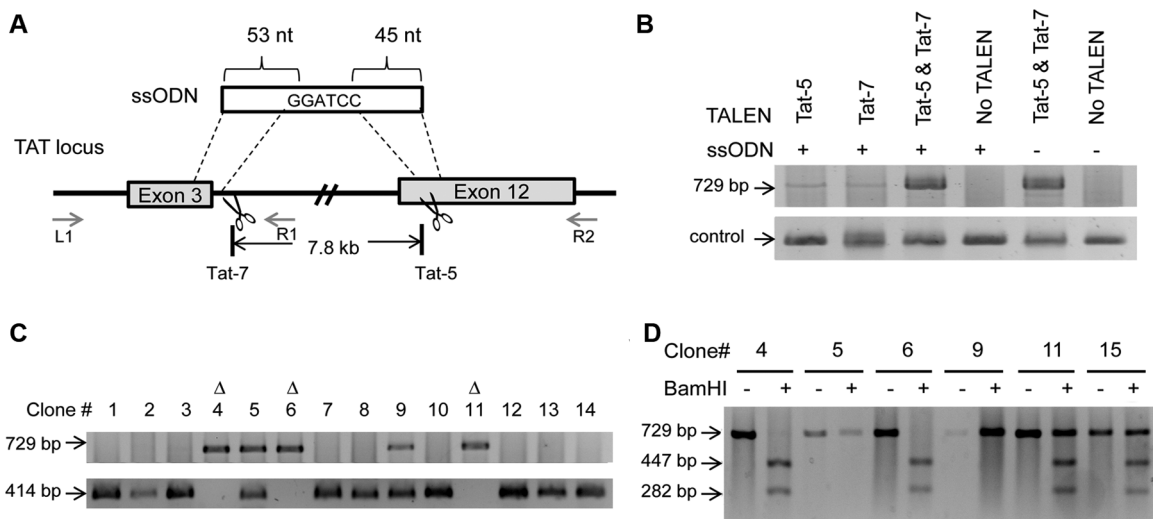 A
53 nt 45 nt
ssODN
GGATCC
TAT locus
Exon 3 Exon 12
L1 R1 R2
7.8 kb
Tat-7 Tat-5
B
TALEN Tat-5 Tat-7 Tat-5 & Tat-7 No TALEN Tat-5 & Tat-7 No TALEN
ssODN + + + + - -
729 bp
control
C
Δ Δ Δ
Clone # 1 2 3 4 5 6 7 8 9 10 11 12 13 14
729 bp
414 bp
D
Clone# 4 5 6 9 11 15
BamHI - + - + - + - + - + - +
729 bp
447 bp
282 bp